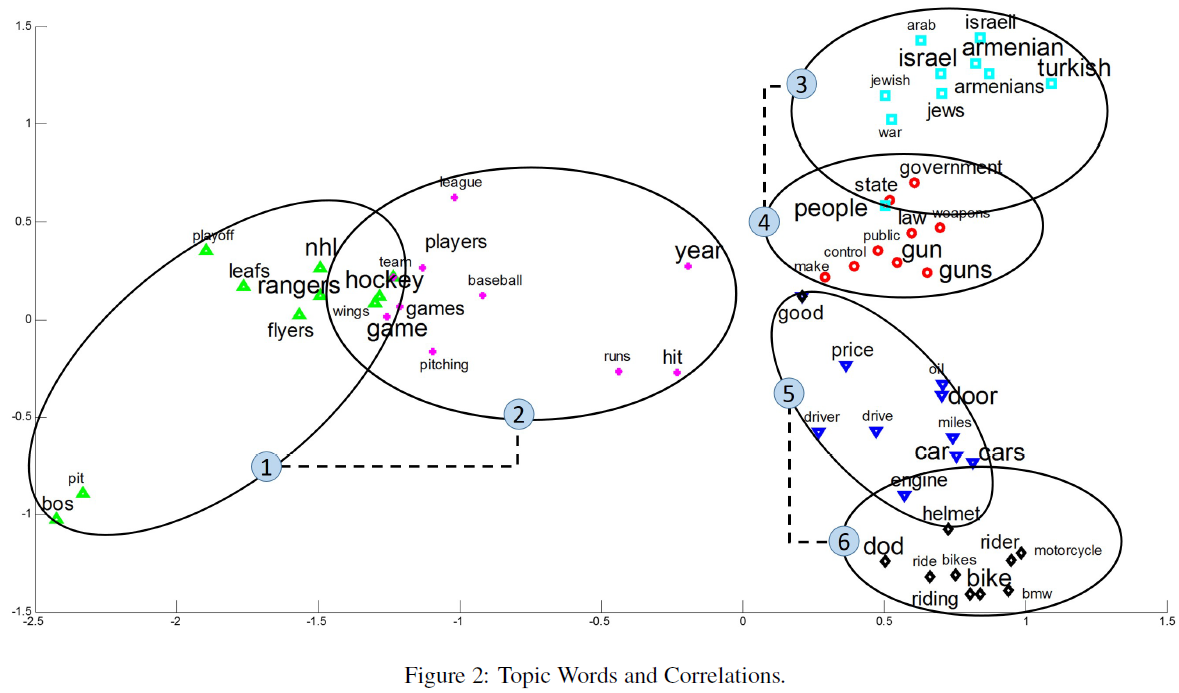 1.5
1
0.5
0
-0.5
-1
-1.5
-2.5
-2
-1.5
-1
-0.5
0
0.5
1
1.5
playoff
nhl
leafs
rangers
flyers
pit
bos
hockey
wings
team
league
players
games
game
baseball
pitching
year
runs
hit
1
2
arab
israeli
armenian
israel
turkish
jewish
armenians
jews
war
3
government
state
people
law
weapons
public
gun
control
make
guns
4
good
price
oil
door
driver
drive
miles
car
cars
engine
5
helmet
dod
rider
motorcycle
ride
bikes
bike
riding
bmw
6
Figure 2: Topic Words and Correlations.